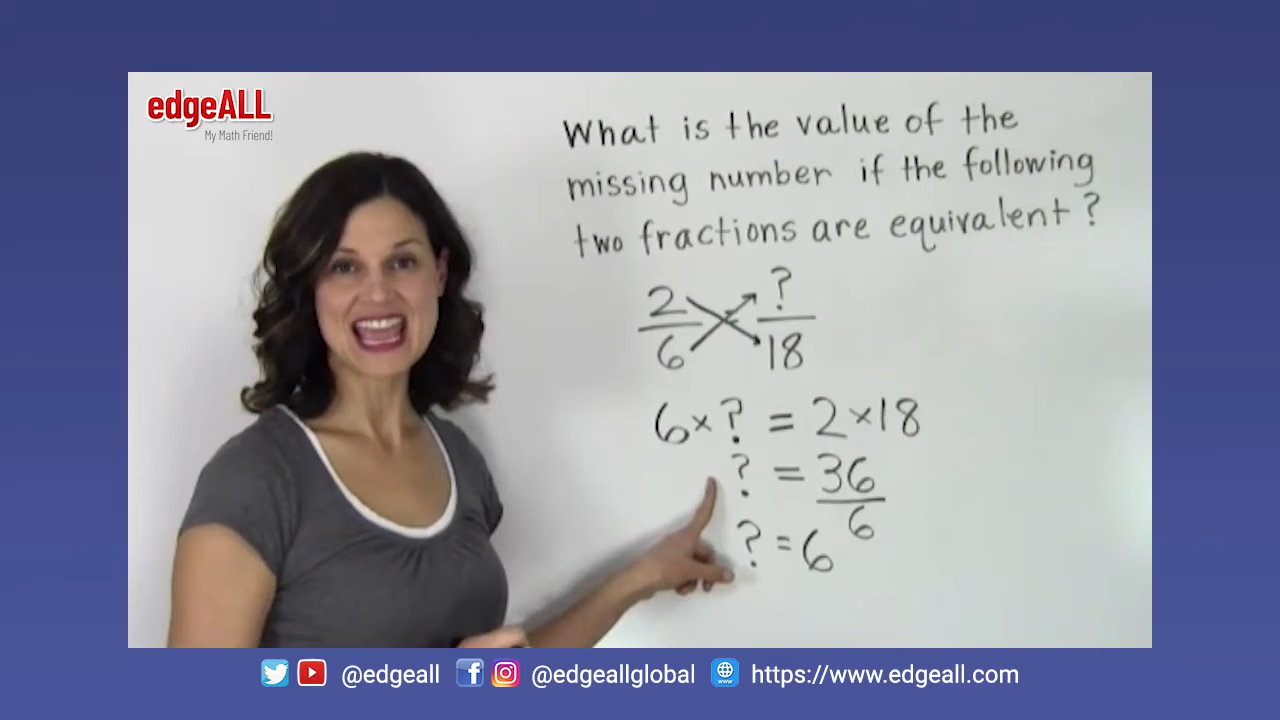 edgeALL
My Math Friend!
What is the value of the
missing number if the following
two fractions are equivalent?
2 ?
6 18
6 × ? = 2 × 18
? = 36
6
? = 6
@edgeall @edgeallglobal www https://www.edgeall.com